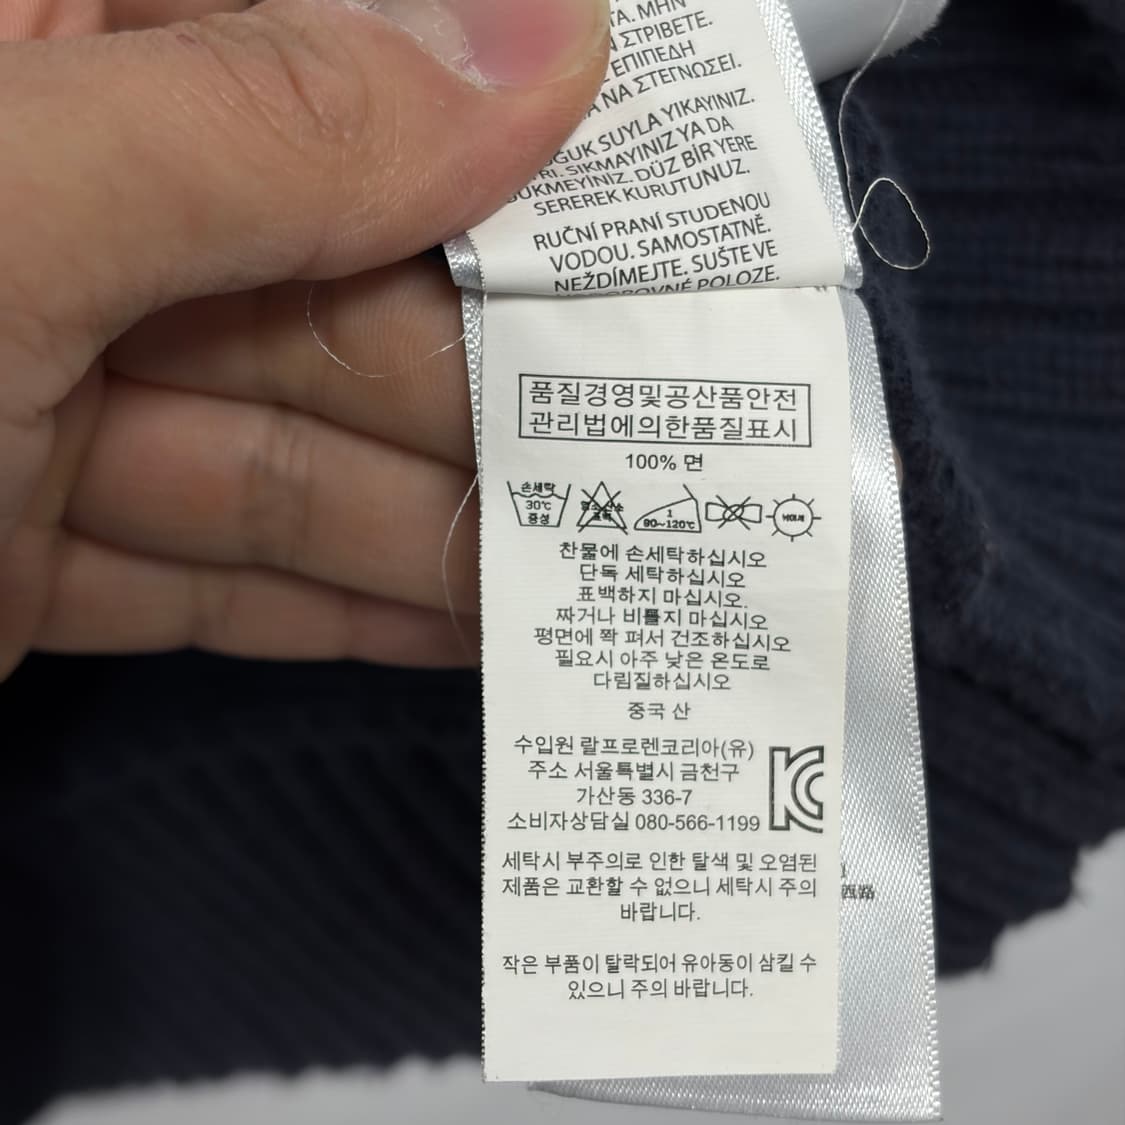 ΤΑ. ΜΗΝ
ΣΤΡΙΒΕΤΕ.
ΕΠΙΠΕΔΗ
ΝΑ ΣΤΕΓΝΩΣΕΙ.
SUYLA YIKAYINIZ.
SIKMAYINIZ YA DA
DÜZ BİR YERE
SEREREK KURUTUNUZ.
RUČNÍ PRANÍ STUDENOU
VODOU. SAMOSTATNĚ.
NEŽDÍMEJTE. SUŠTE VE
POLOZE.
품질경영및공산품안전
관리법에의한품질표시
100% 면
손세탁
30℃
중성
1
90~120℃
뉘어서
찬물에 손세탁하십시오
단독 세탁하십시오
표백하지 마십시오.
짜거나 비틀지 마십시오
평면에 쫙 펴서 건조하십시오
필요시 아주 낮은 온도로
다림질하십시오
중국 산
수입원 랄프로렌코리아(유)
주소 서울특별시 금천구
가산동 336-7
소비자상담실 080-566-1199
KC
세탁시 부주의로 인한 탈색 및 오염된
제품은 교환할 수 없으니 세탁시 주의
바랍니다.
西路
작은 부품이 탈락되어 유아동이 삼킬 수
있으니 주의 바랍니다.